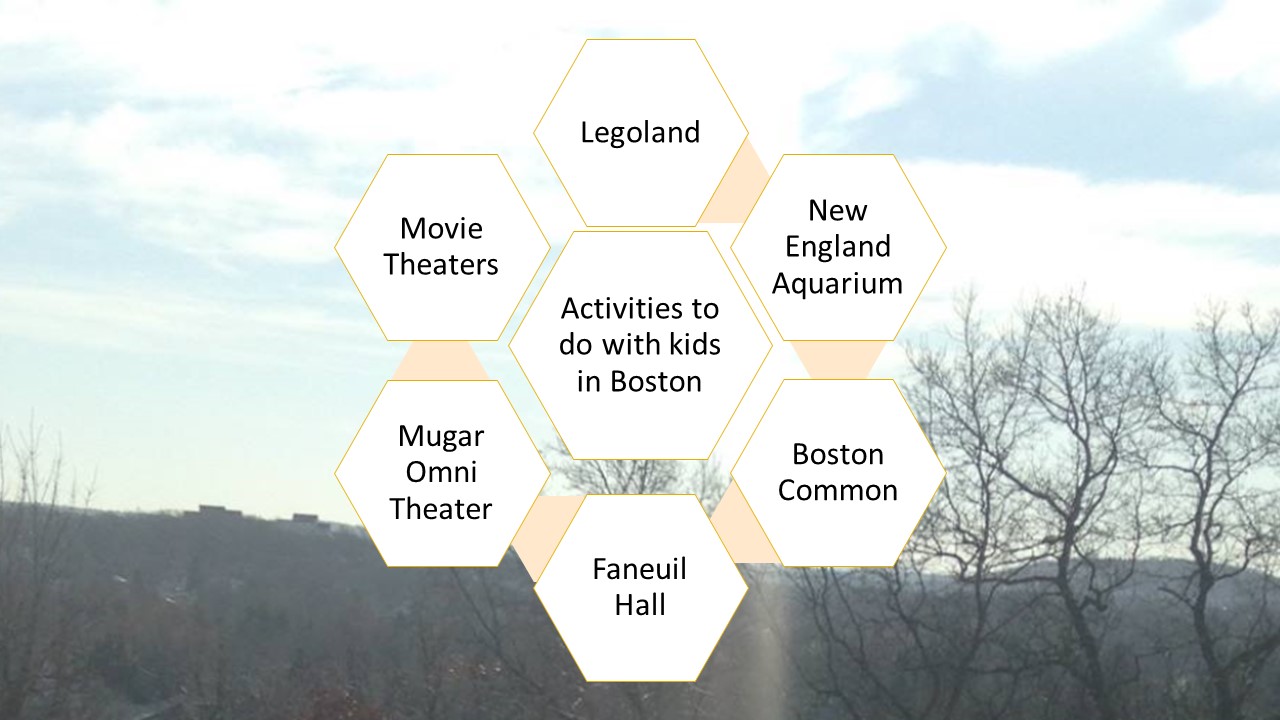 Legoland
New
England
Aquarium
Boston
Common
Faneuil
Hall
Mugar
Omni
Theater
Movie
Theaters
Activities to
do with kids
in Boston